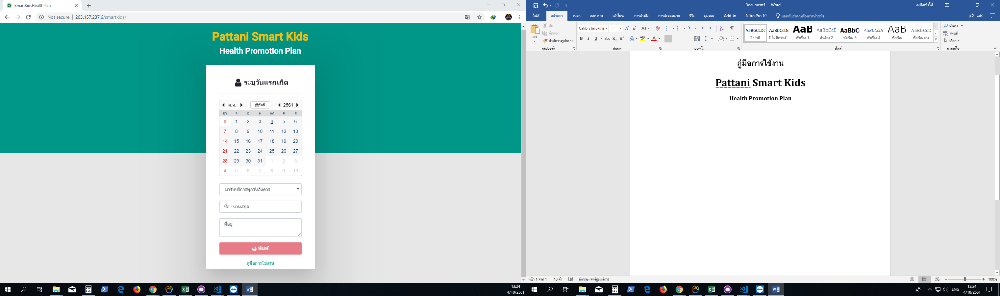 SmartKidsHealthPlan
Not secure | 203.157.237.6/smartkids/
Pattani Smart Kids
Health Promotion Plan
ระบุวันแรกเกิด
ต.ค. วันนี้ 2561
อา จ อ พ พฤ ศ ส
30 1 2 3 4 5 6
7 8 9 10 11 12 13
14 15 16 17 18 19 20
21 22 23 24 25 26 27
28 29 30 31 1 2 3
4 5 6 7 8 9 10
มารับบริการทุกวันอังคาร
ชื่อ - นามสกุล
ที่อยู่
พิมพ์
คู่มือการใช้งาน
13:24
4/10/2561
Document1 - Word
ลงชื่อเข้าใช้
ไฟล์ หน้าแรก แทรก ออกแบบ เค้าโครง การอ้างอิง การส่งจดหมาย รีวิว มุมมอง Add-in Nitro Pro 10 บอกฉันว่าคุณต้องการทำอะไร แชร์
วาง
ตัด
คัดลอก
ตัวคัดวางรูปแบบ
คลิปบอร์ด
Calibri (เนื้อความ 11
ฟอนต์
ย่อหน้า
AaBbCcDc AaBbCcDc AaB AaBbCcD AaBbC AaBbCcDc AaB AaBbCcD
¶ ปกติ ¶ ไม่มีการเว้... หัวเรื่อง 1 หัวเรื่อง 2 หัวเรื่อง 3 หัวเรื่อง 4 ชื่อเรื่อง ชื่อเรื่องรอง
สไตล์
ค้นหา
แทนที่
เลือก
การแก้ไข
คู่มือการใช้งาน
Pattani Smart Kids
Health Promotion Plan
หน้า 1 จาก 1 10 คำ อังกฤษ (สหรัฐอเมริกา) 100%
ENG
13:24
4/10/2561